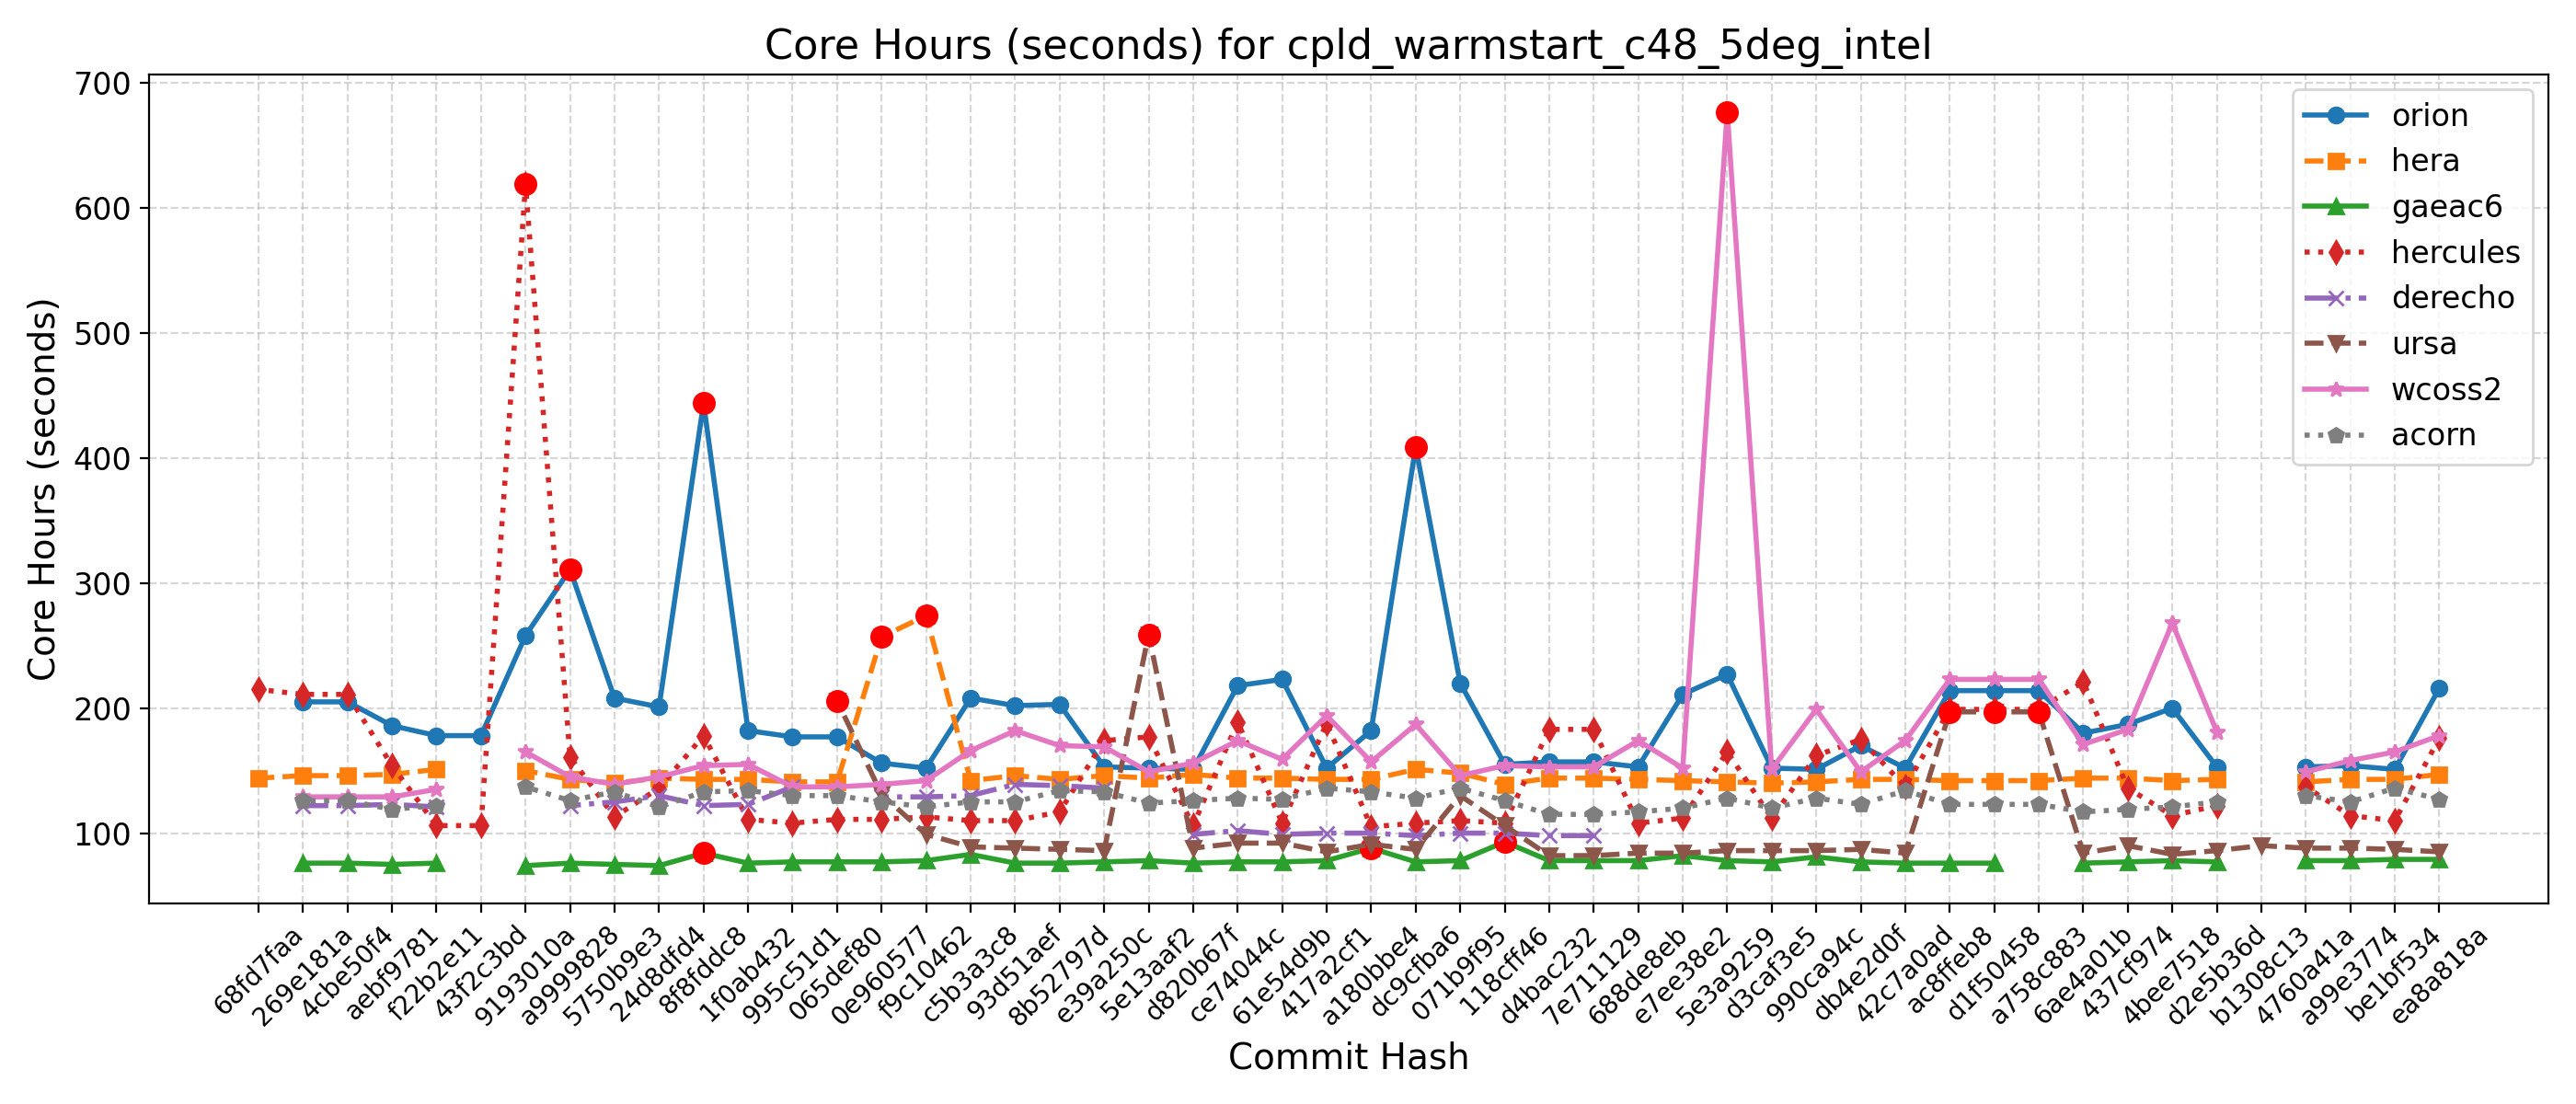 Core Hours (seconds) for cpld_warmstart_c48_5deg_intel
Core Hours (seconds)
700
600
500
400
300
200
100
orion
hera
gaeac6
hercules
derecho
ursa
wcoss2
acorn
68fd7faa
269e181a
4cbe50f4
aebf9781
f22b2e11
43f2c3bd
9193010a
a9999828
5750b9e3
24d8dfd4
8f8fddc8
1f0ab432
995c51d1
065def80
0e960577
f9c10462
c5b3a3c8
93d51aef
8b52797d
e39a250c
5e13aaf2
d820b67f
ce74044c
61e54d9b
417a2cf1
a180bbe4
dc9cfba6
071b9f95
118cff46
d4bac232
7e711129
688de8eb
e7ee38e2
5e3a9259
d3caf3e5
990ca94c
db4e2d0f
42c7a0ad
ac8ffeb8
d1f50458
a758c883
6ae4a01b
437cf974
4bee7518
d2e5b36d
b1308c13
4760a41a
a99e3774
be1bf534
ea8a818a
Commit Hash